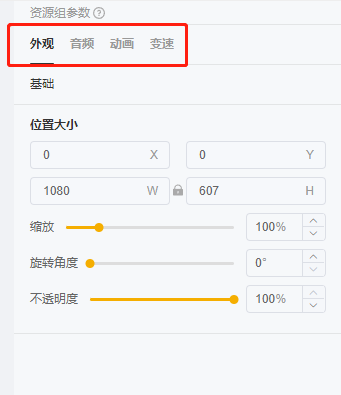 资源组参数 ?
外观 音频 动画 变速
基础
位置大小
0 X 0 Y
1080 W 607 H
缩放 100%
旋转角度 0°
不透明度 100%